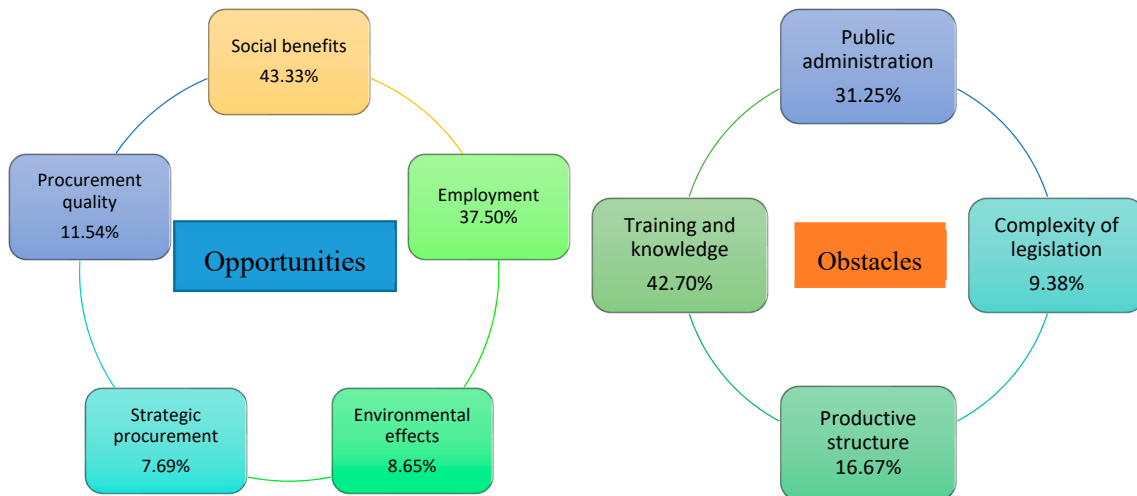 Social benefits
43.33%
Procurement
quality
11.54%
Employment
37.50%
Opportunities
Strategic
procurement
7.69%
Environmental
effects
8.65%
Public
administration
31.25%
Training and
knowledge
42.70%
Obstacles
Complexity of
legislation
9.38%
Productive
structure
16.67%